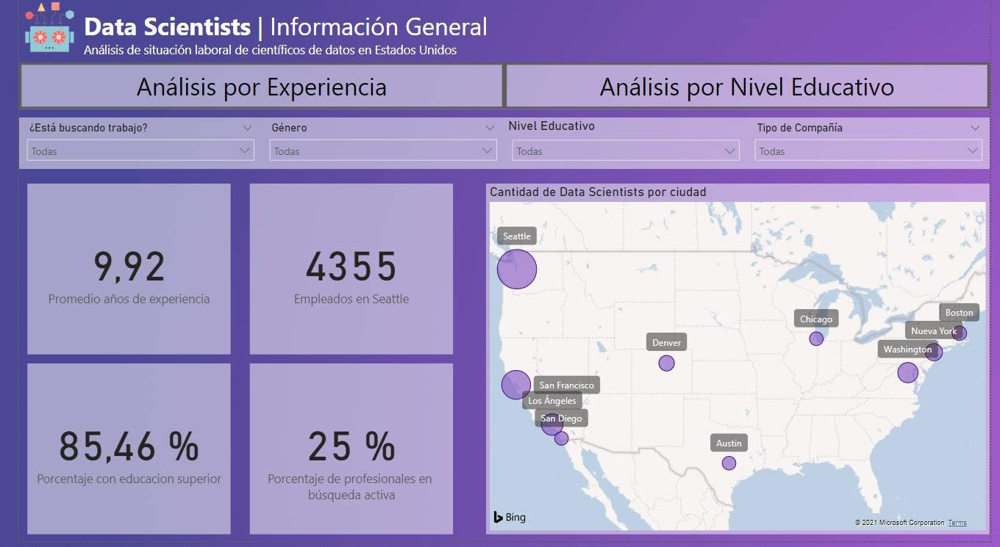 Data Scientists | Información General
Análisis de situación laboral de científicos de datos en Estados Unidos
Análisis por Experiencia
Análisis por Nivel Educativo
¿Está buscando trabajo?
Todas
Género
Todas
Nivel Educativo
Todas
Tipo de Compañía
Todas
9,92
Promedio años de experiencia
4355
Empleados en Seattle
85,46 %
Porcentaje con educacion superior
25 %
Porcentaje de profesionales en
búsqueda activa
Cantidad de Data Scientists por ciudad
Seattle
Boston
Chicago
Nueva York
Denver
Washington
San Francisco
Los Ángeles
San Diego
Austin
Bing
© 2021 Microsoft Corporation Terms